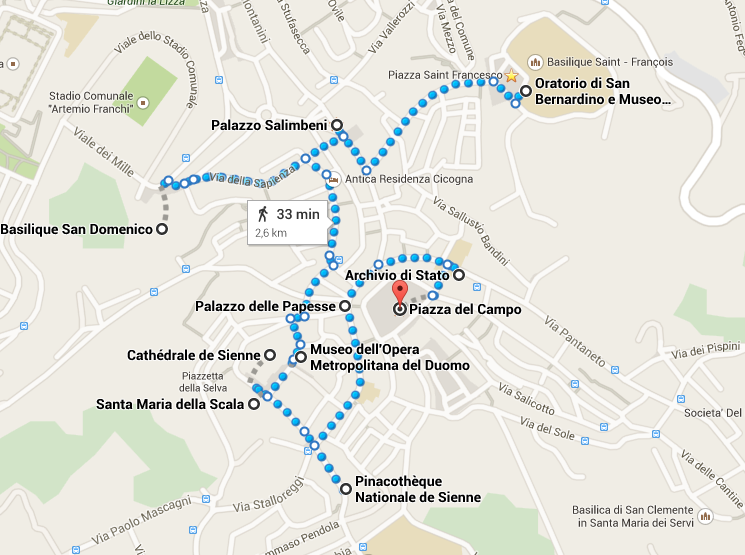 Giardini la Lizza
Viale dello Stadio Comunale
Stufasecca
Ovile
Via Vallerozzi
Via del Comune
Via Mezzo
Basilique Saint - François
Piazza Saint Francesco
Oratorio di San
Bernardino e Museo...
Stadio Comunale
"Artemio Franchi"
Palazzo Salimbeni
Viale dei Mille
Via della Sapienza
Antica Residenza Cicogna
Via Sallustio Bandini
33 min
2,6 km
Basilique San Domenico
Archivio di Stato
Palazzo delle Papesse
Piazza del Campo
Via Pantaneto
Cathédrale de Sienne
Museo dell'Opera
Metropolitana del Duomo
Via dei Pispini
Piazzetta
della Selva
Santa Maria della Scala
Via Salicotto
Via del Sole
Societa' Del
Pinacothèque
Nationale de Sienne
Via Stalloreggi
Via delle Cantine
Via Paolo Mascagni
Basilica di San Clemente
in Santa Maria dei Servi
Tommaso Pendola